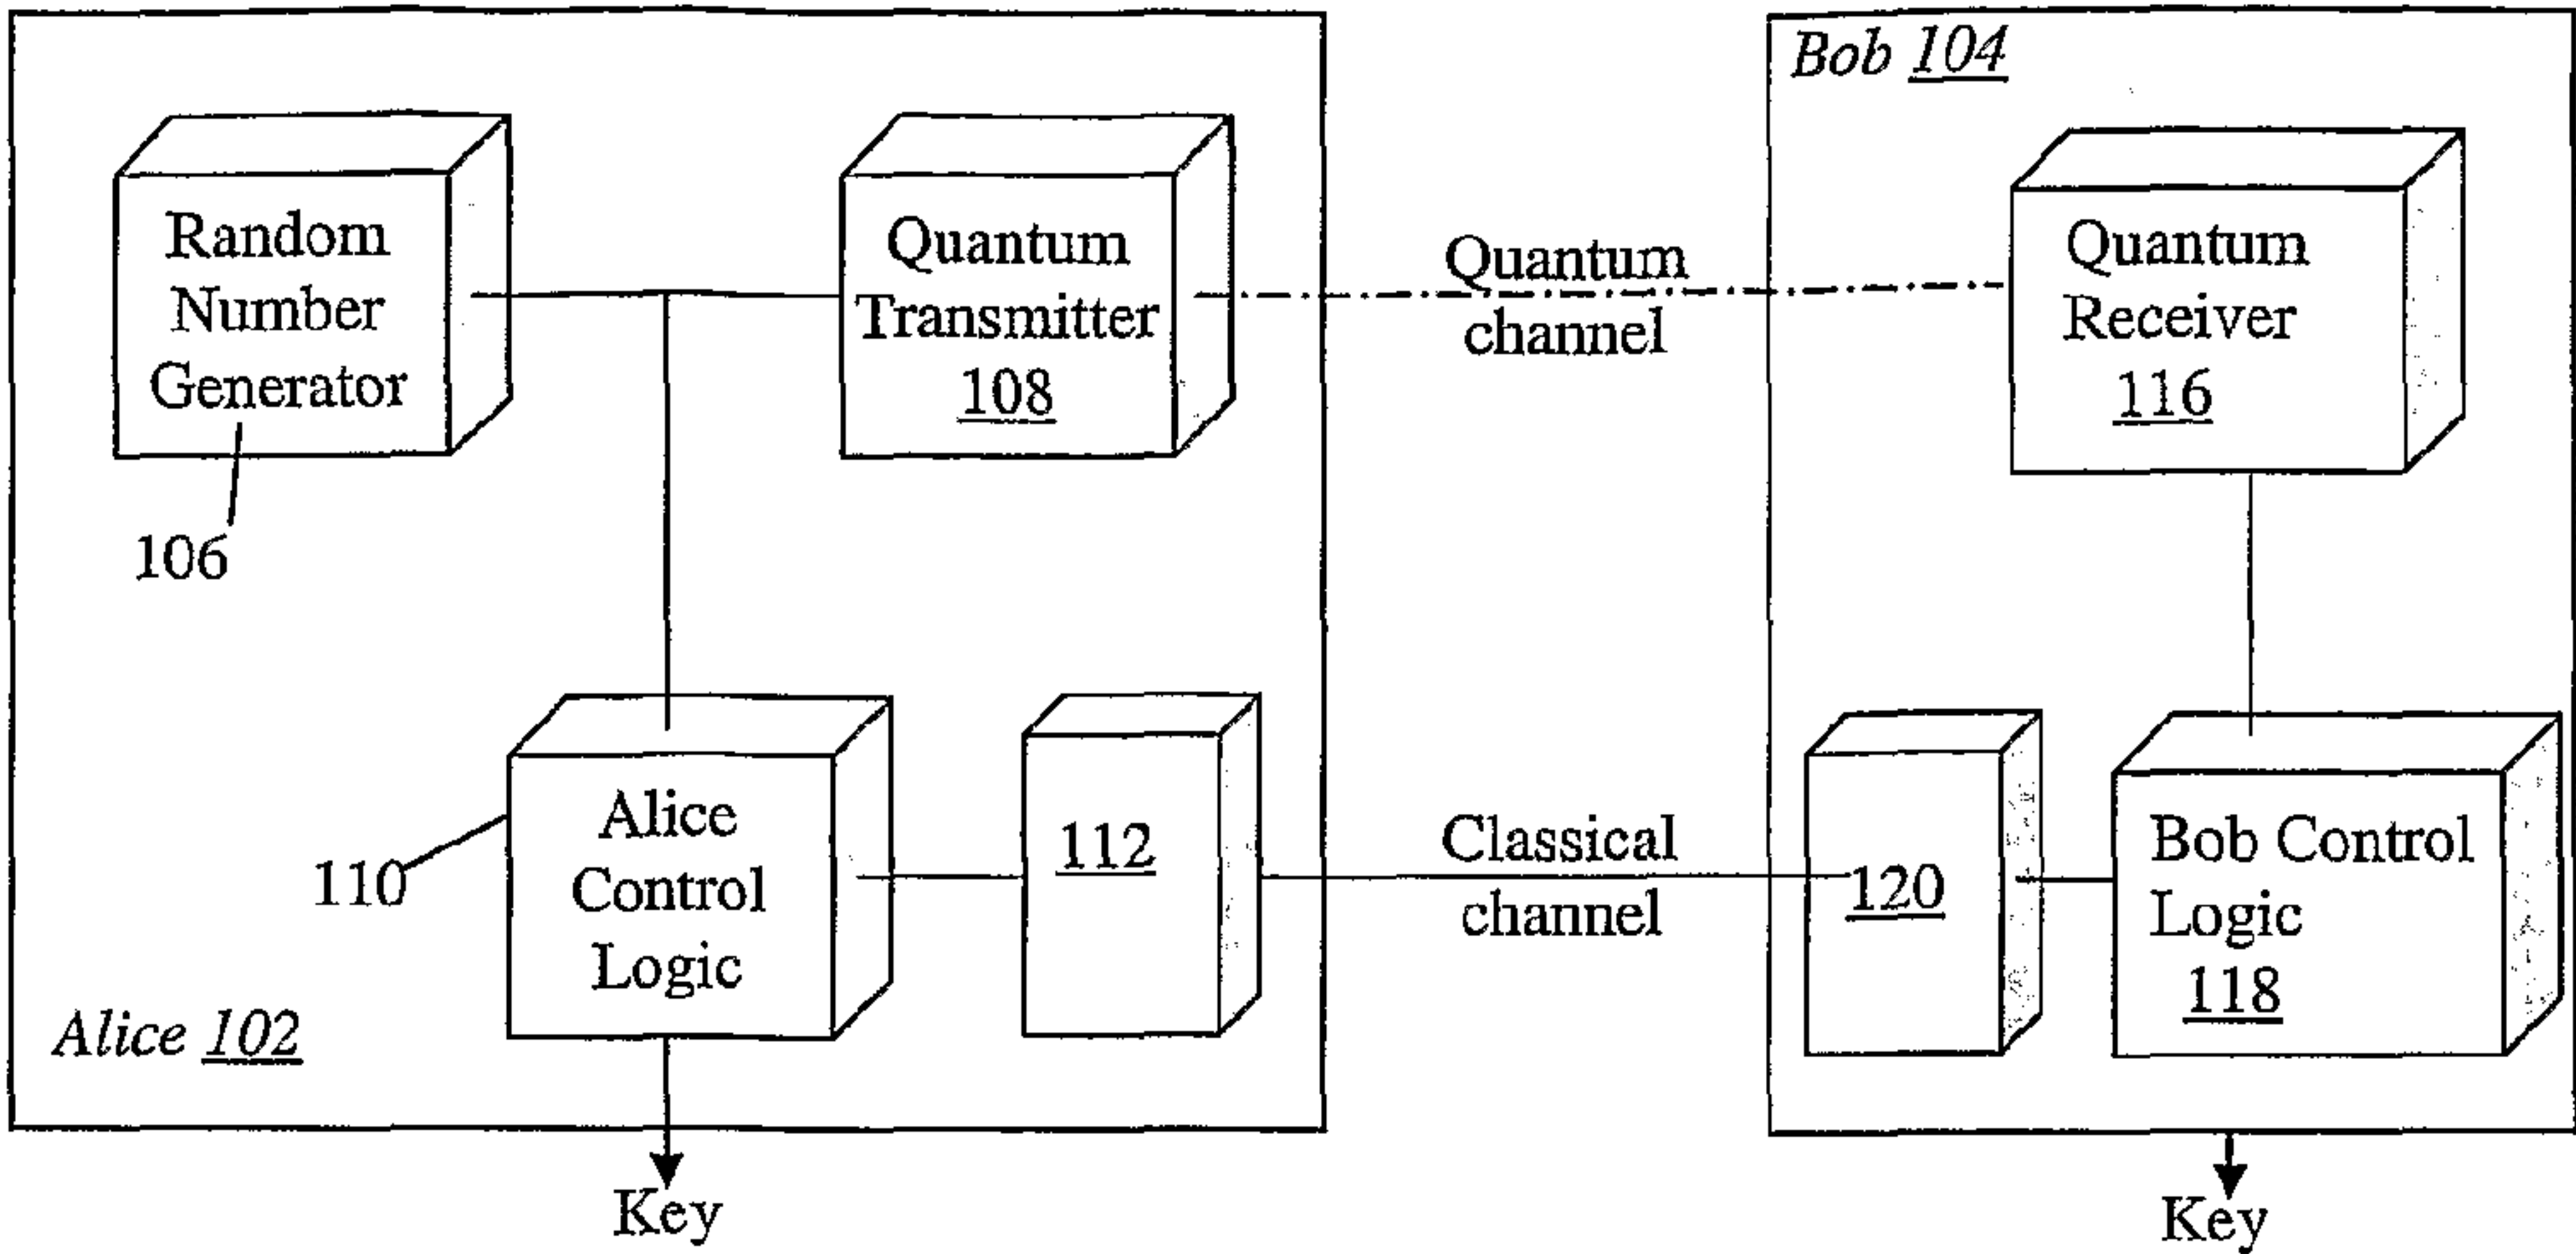 Bob 104
Random
Number
Generator
106
Quantum
Transmitter
108
Quantum
channel
Quantum
Receiver
116
Alice
Control
Logic
110
112
Classical
channel
120
Bob Control
Logic
118
Alice 102
Key
Key